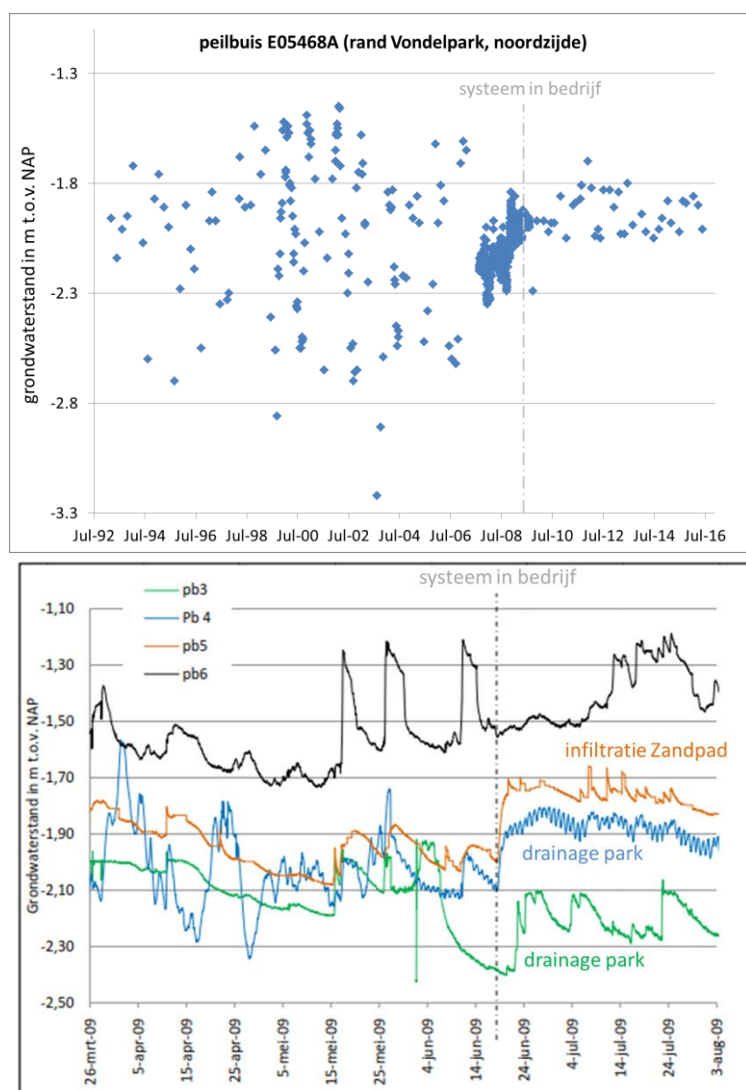 peilbuis E05468A (rand Vondelpark, noordzijde)
systeem in bedrijf
grondwaterstand in m t.o.v. NAP
-1.3
-1.8
-2.3
-2.8
-3.3
Jul-92 Jul-94 Jul-96 Jul-98 Jul-00 Jul-02 Jul-04 Jul-06 Jul-08 Jul-10 Jul-12 Jul-14 Jul-16
systeem in bedrijf
Grondwaterstand in m t.o.v. NAP
-1,10
-1,30
-1,50
-1,70
-1,90
-2,10
-2,30
-2,50
pb3
Pb 4
pb5
pb6
infiltratie Zandpad
drainage park
drainage park
26-mrt-09 5-apr-09 15-apr-09 25-apr-09 5-mei-09 15-mei-09 25-mei-09 4-jun-09 14-jun-09 24-jun-09 4-jul-09 14-jul-09 24-jul-09 3-aug-09